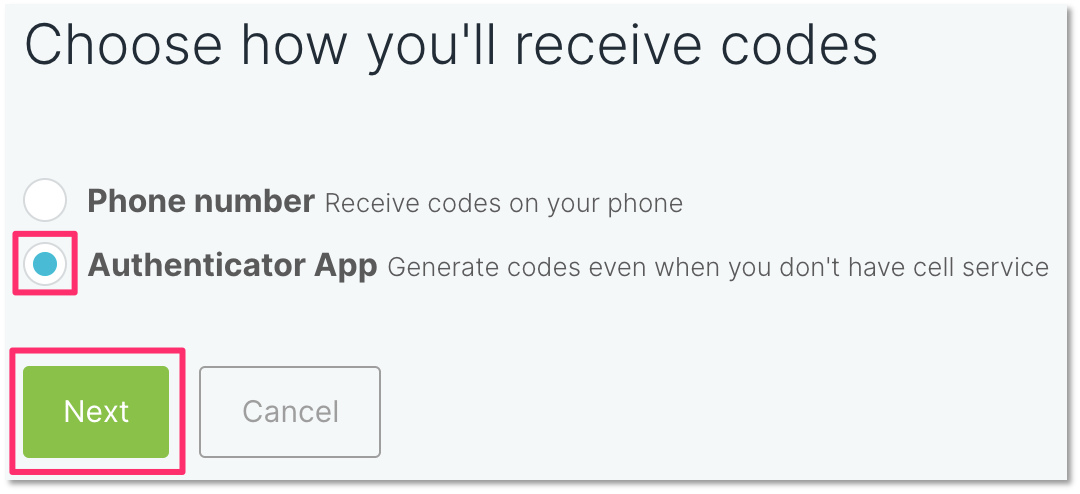 Choose how you'll receive codes
Phone number Receive codes on your phone
Authenticator App Generate codes even when you don't have cell service
Next Cancel